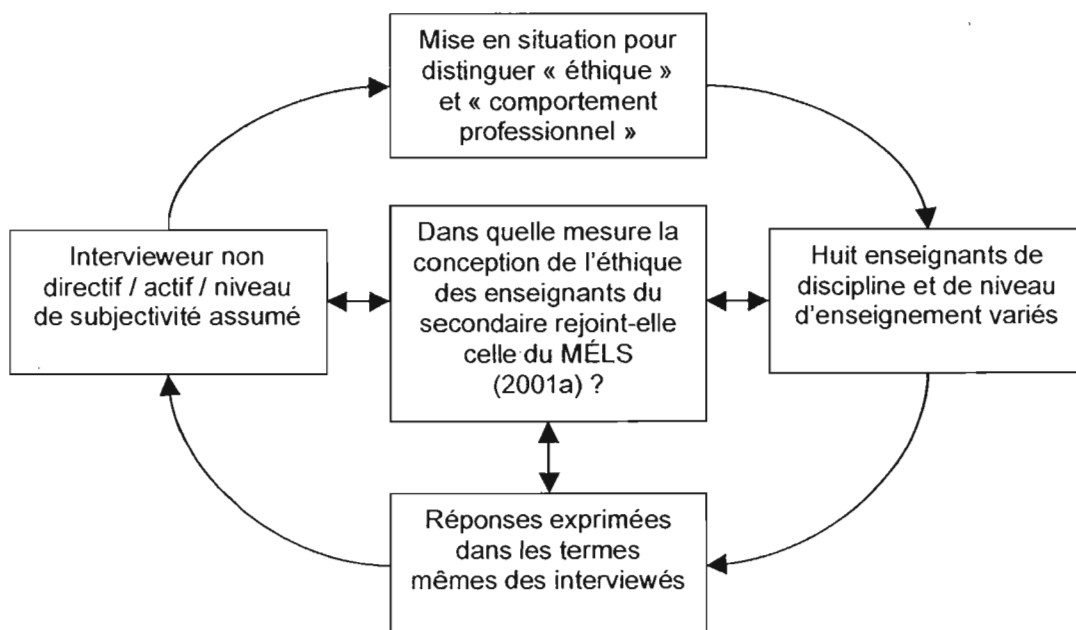 Mise en situation pour
distinguer « éthique »
et « comportement
professionnel »
Intervieweur non
directif / actif / niveau
de subjectivité assumé
Dans quelle mesure la
conception de l'éthique
des enseignants du
secondaire rejoint-elle
celle du MÉLS
(2001a) ?
Huit enseignants de
discipline et de niveau
d'enseignement variés
Réponses exprimées
dans les termes
mêmes des interviewés